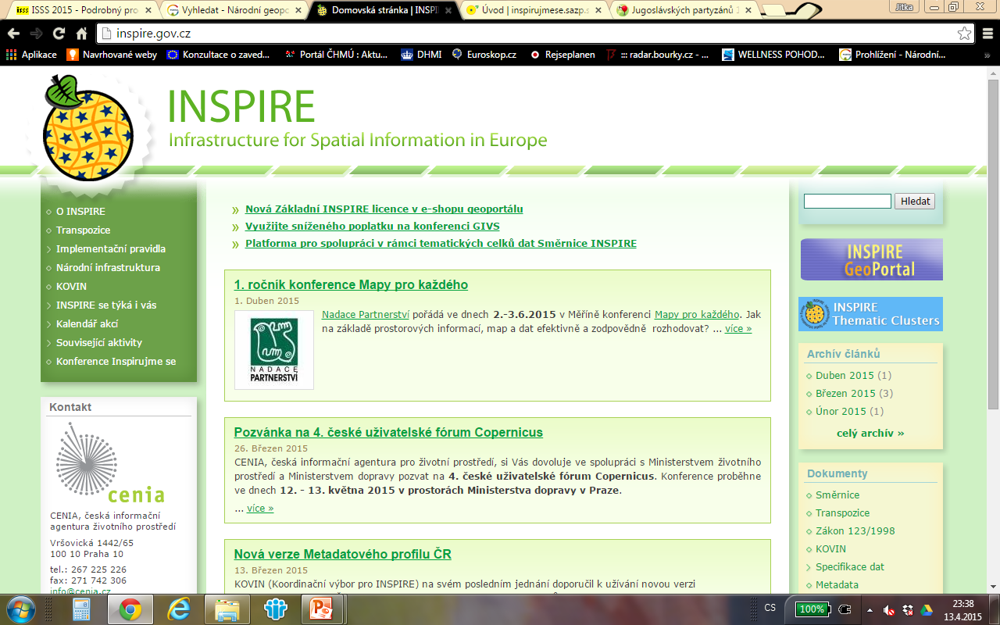 ISSS 2015 - Podrobný pro
Vyhledat - Národní geopo
Domovská stránka | INSPI
Úvod | inspirujmese.sazp.s
Jugoslávských partyzánů 1
Jitka
inspire.gov.cz
Aplikace
Navrhované weby
Konzultace o zaved...
Portál ČHMÚ : Aktu...
DHMI
Euroskop.cz
Rejseplanen
::: radar.bourky.cz - ...
WELLNESS POHOD...
Prohlížení - Národní...
»
INSPIRE
Infrastructure for Spatial Information in Europe
O INSPIRE
Transpozice
Implementační pravidla
Národní infrastruktura
KOVIN
INSPIRE se týká i vás
Kalendář akcí
Související aktivity
Konference Inspirujme se
Kontakt
cenia
CENIA, česká informační
agentura životního prostředí
Vršovická 1442/65
100 10 Praha 10
tel.: 267 225 226
fax: 271 742 306
info@cenia.cz
» Nová Základní INSPIRE licence v e-shopu geoportálu
» Využijte sníženého poplatku na konferenci GIVS
» Platforma pro spolupráci v rámci tematických celků dat Směrnice INSPIRE
1. ročník konference Mapy pro každého
1. Duben 2015
NADACE
PARTNERSTVÍ
Nadace Partnerství pořádá ve dnech 2.-3.6.2015 v Měříně konferenci Mapy pro každého. Jak
na základě prostorových informací, map a dat efektivně a zodpovědně rozhodovat? ... více »
Pozvánka na 4. české uživatelské fórum Copernicus
26. Březen 2015
CENIA, česká informační agentura pro životní prostředí, si Vás dovoluje ve spolupráci s Ministerstvem životního
prostředí a Ministerstvem dopravy pozvat na 4. české uživatelské fórum Copernicus. Konference proběhne
ve dnech 12. - 13. května 2015 v prostorách Ministerstva dopravy v Praze.
... více »
Nová verze Metadatového profilu ČR
13. Březen 2015
KOVIN (Koordinační výbor pro INSPIRE) na svém posledním jednání doporučil k užívání novou verzi
Hledat
INSPIRE
GeoPortal
INSPIRE
Thematic Clusters
Archív článků
Duben 2015 (1)
Březen 2015 (3)
Únor 2015 (1)
celý archív »
Dokumenty
Směrnice
Transpozice
Zákon 123/1998
KOVIN
Specifikace dat
Metadata
CS
100%
23:38
13.4.2015